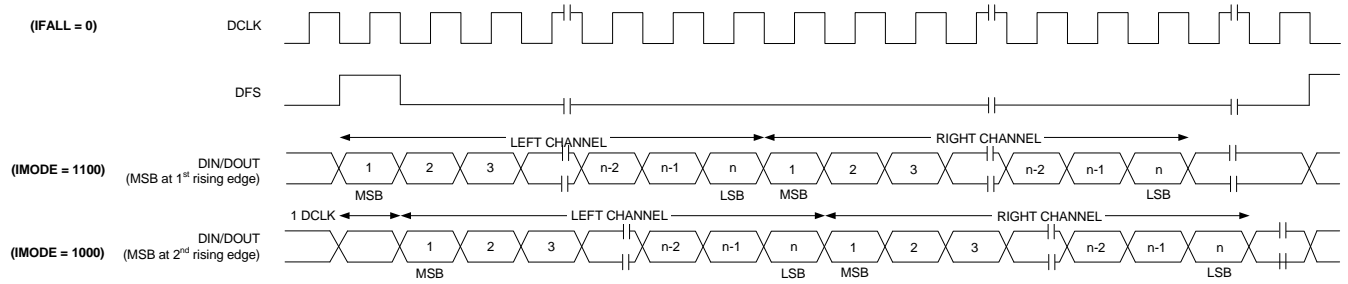 (IFALL = 0) DCLK
DFS
LEFT CHANNEL RIGHT CHANNEL
(IMODE = 1100) DIN/DOUT 1 2 3 n-2 n-1 n 1 2 3 n-2 n-1 n
(MSB at 1st rising edge)
MSB LSB MSB LSB
1 DCLK LEFT CHANNEL RIGHT CHANNEL
(IMODE = 1000) DIN/DOUT 1 2 3 n-2 n-1 n 1 2 3 n-2 n-1 n
(MSB at 2nd rising edge)
MSB LSB MSB LSB